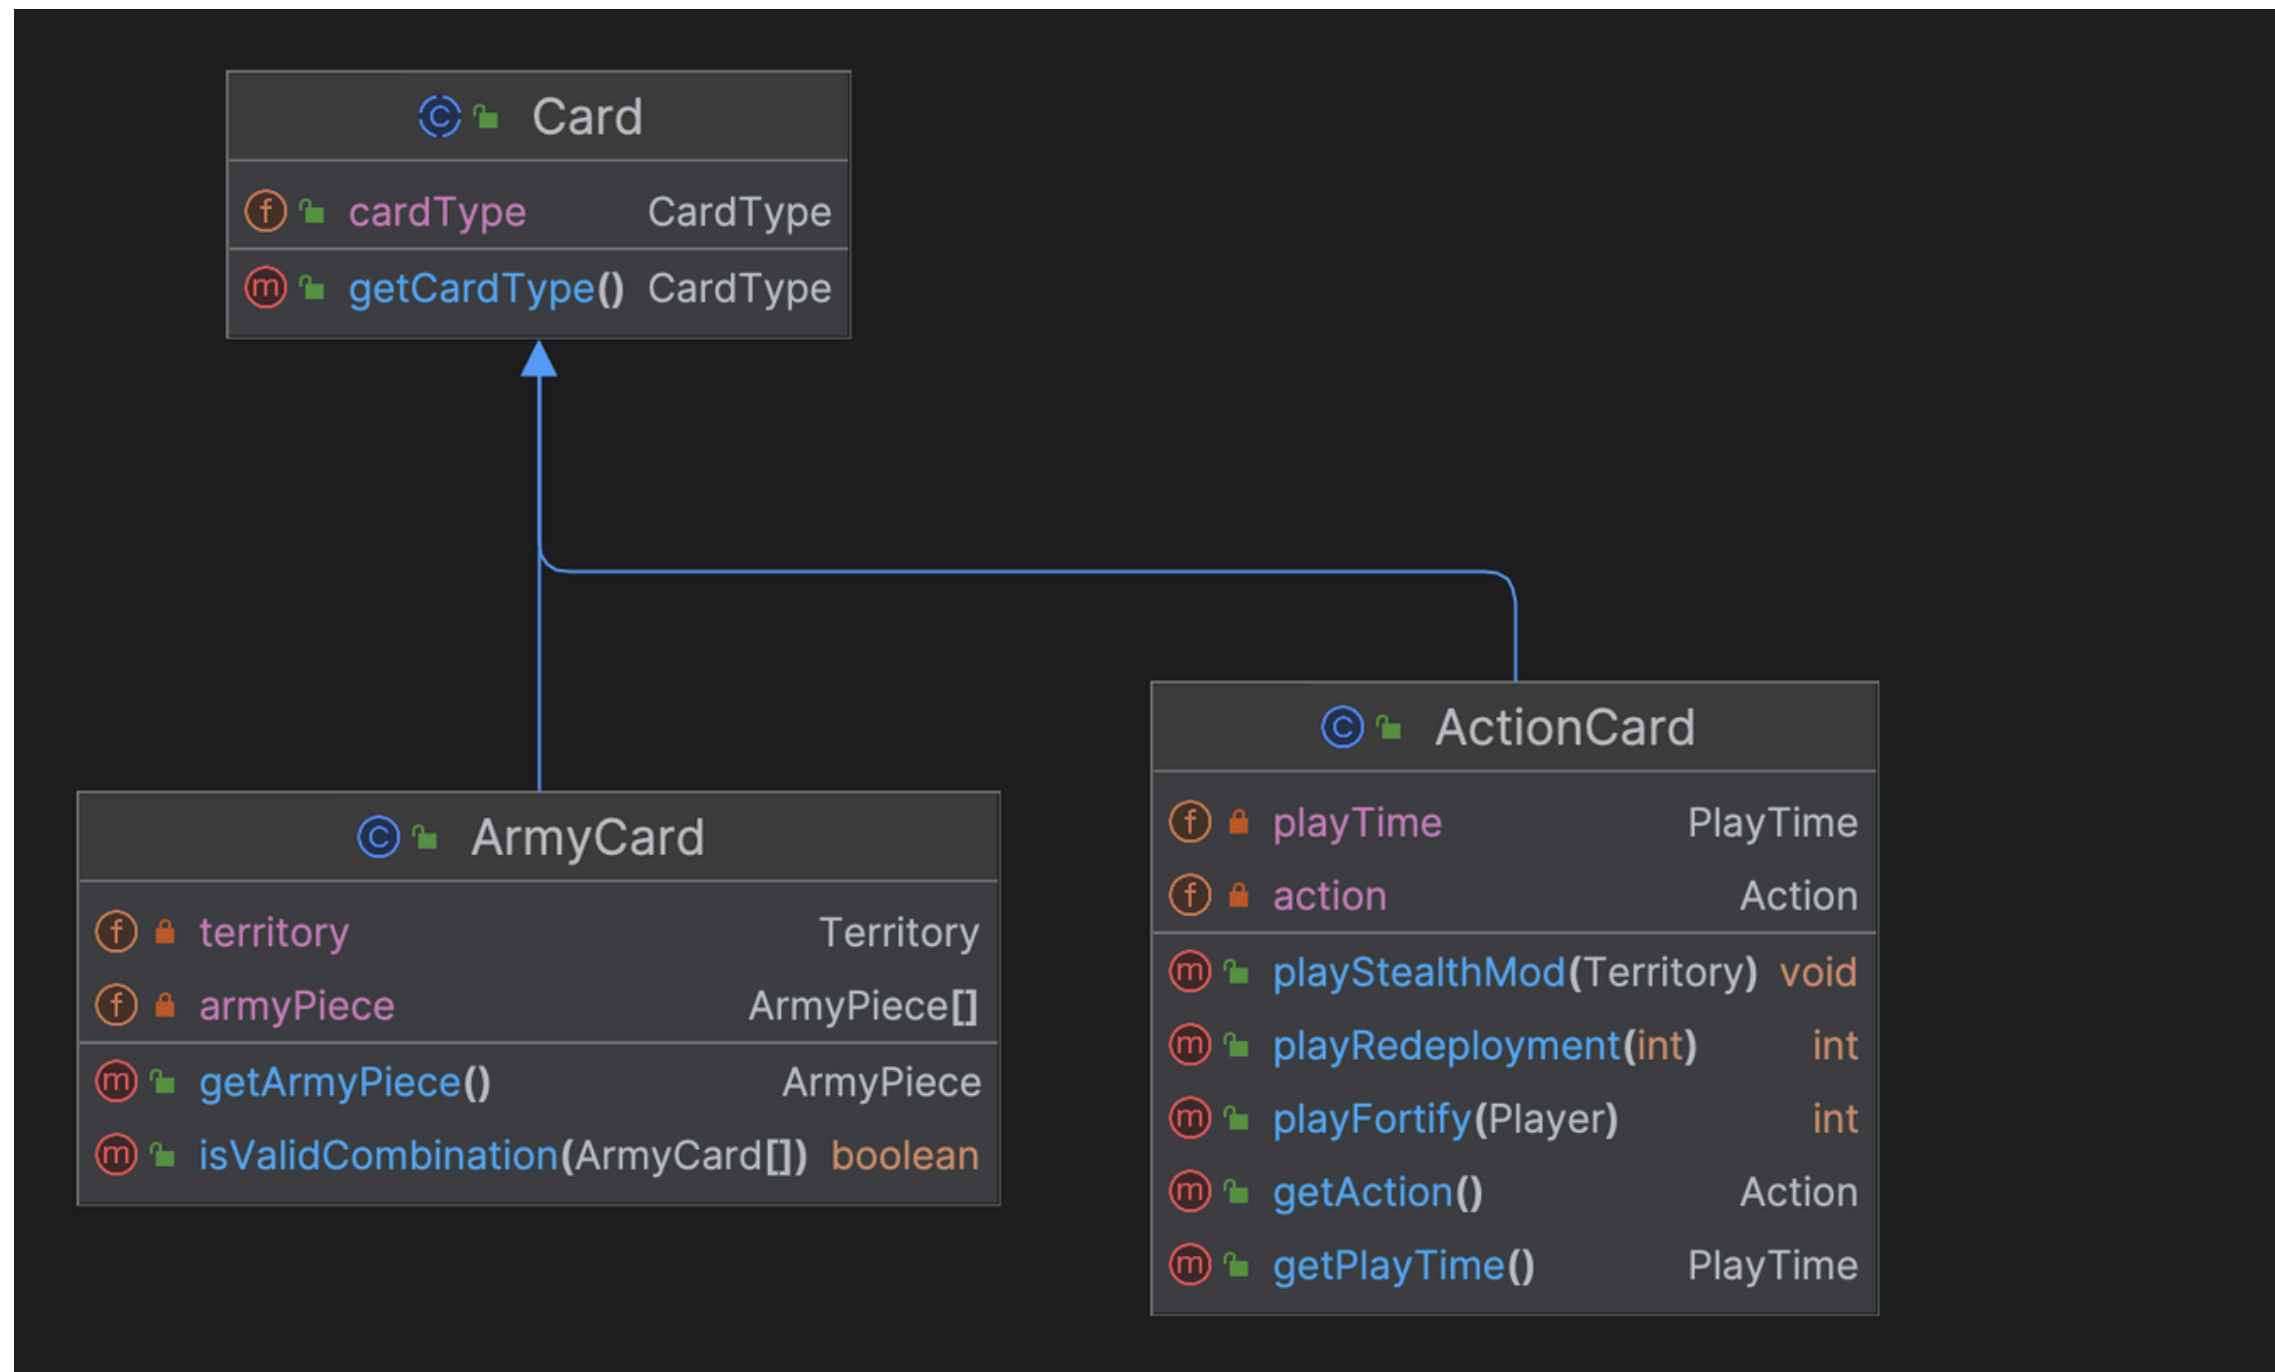 Card
cardType CardType
getCardType() CardType
ArmyCard
territory Territory
armyPiece ArmyPiece[]
getArmyPiece() ArmyPiece
isValidCombination(ArmyCard[]) boolean
ActionCard
playTime PlayTime
action Action
playStealthMod(Territory) void
playRedeployment(int) int
playFortify(Player) int
getAction() Action
getPlayTime() PlayTime